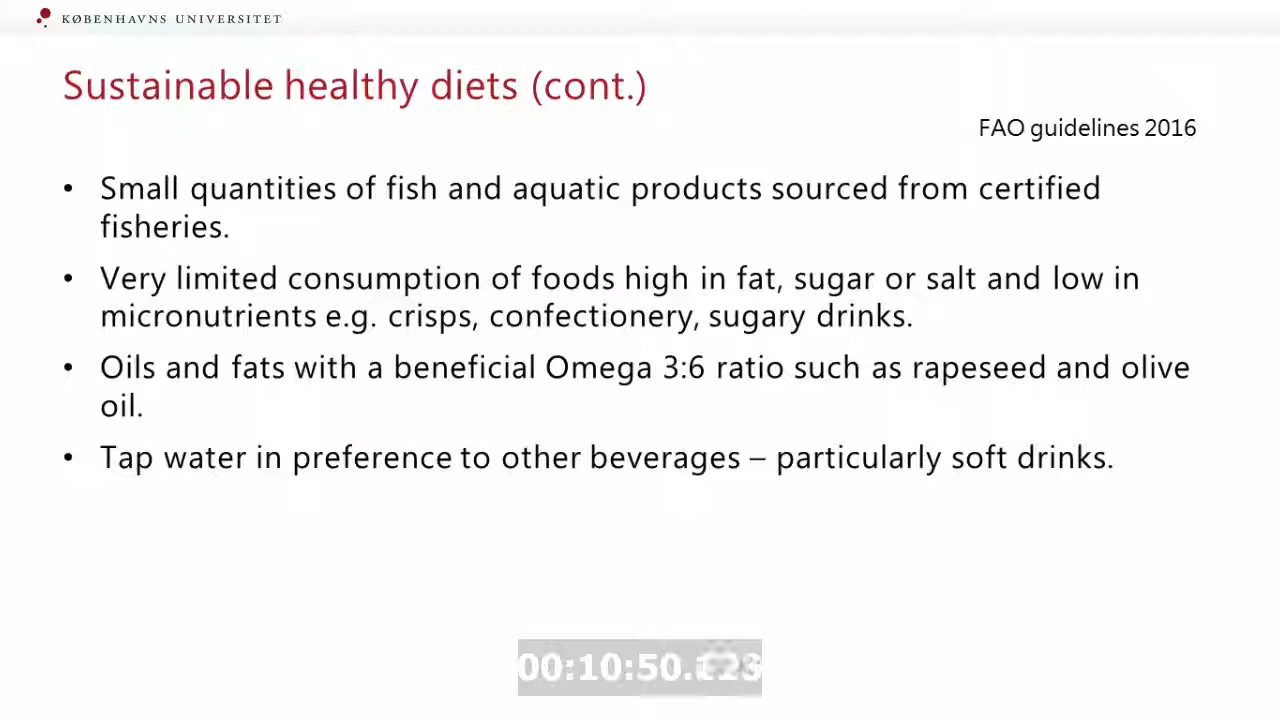 KØBENHAVNS UNIVERSITET
Sustainable healthy diets (cont.)
FAO guidelines 2016
• Small quantities of fish and aquatic products sourced from certified
fisheries.
• Very limited consumption of foods high in fat, sugar or salt and low in
micronutrients e.g. crisps, confectionery, sugary drinks.
• Oils and fats with a beneficial Omega 3:6 ratio such as rapeseed and olive
oil.
• Tap water in preference to other beverages – particularly soft drinks.
00:10:50.123